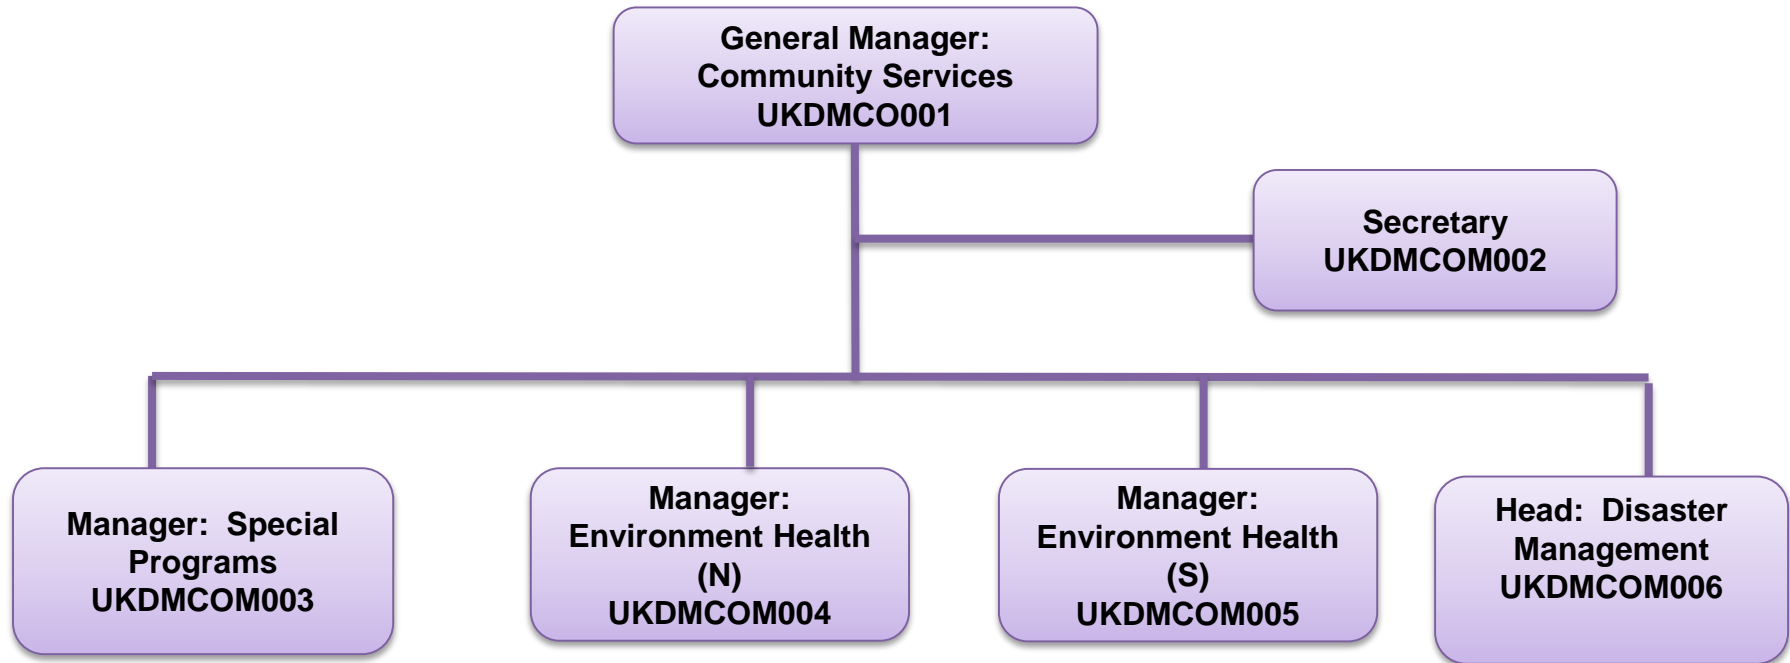 General Manager:
Community Services
UKDMCO001
Secretary
UKDMCOM002
Manager:  Special
Programs
UKDMCOM003
Manager:
Environment Health
(N)
UKDMCOM004
Manager:
Environment Health
(S)
UKDMCOM005
Head:  Disaster
Management
UKDMCOM006